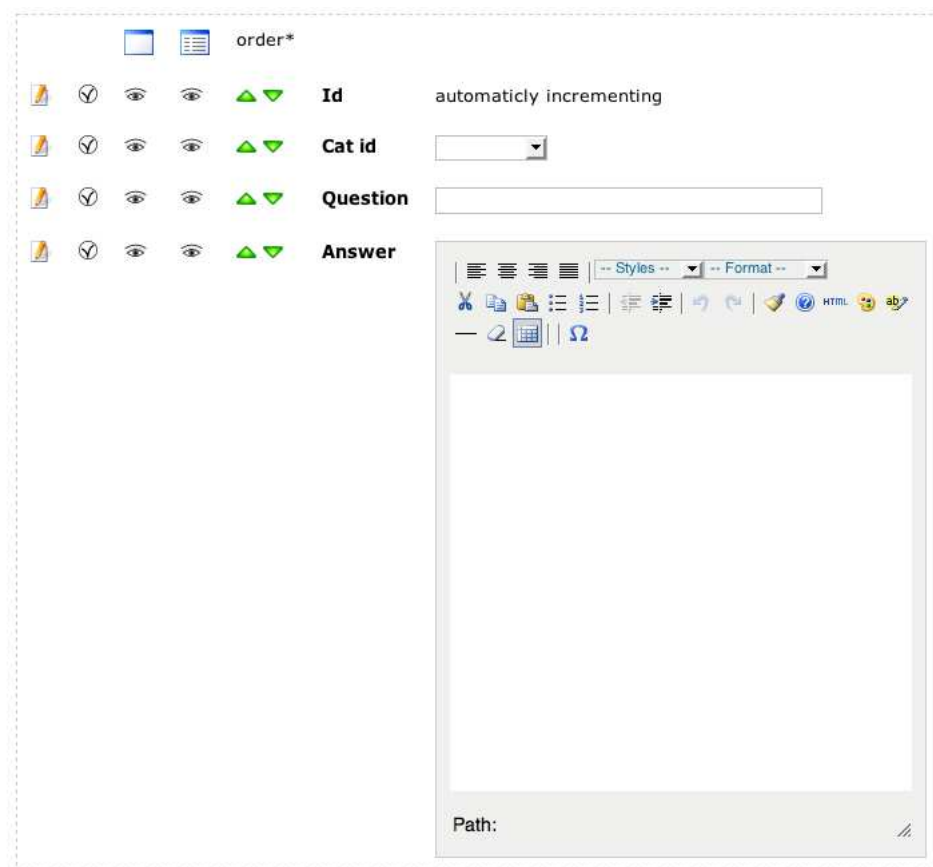 order*
Id automaticly incrementing
Cat id
Question
Answer
-- Styles -- -- Format --
HTML
Ω
Path: